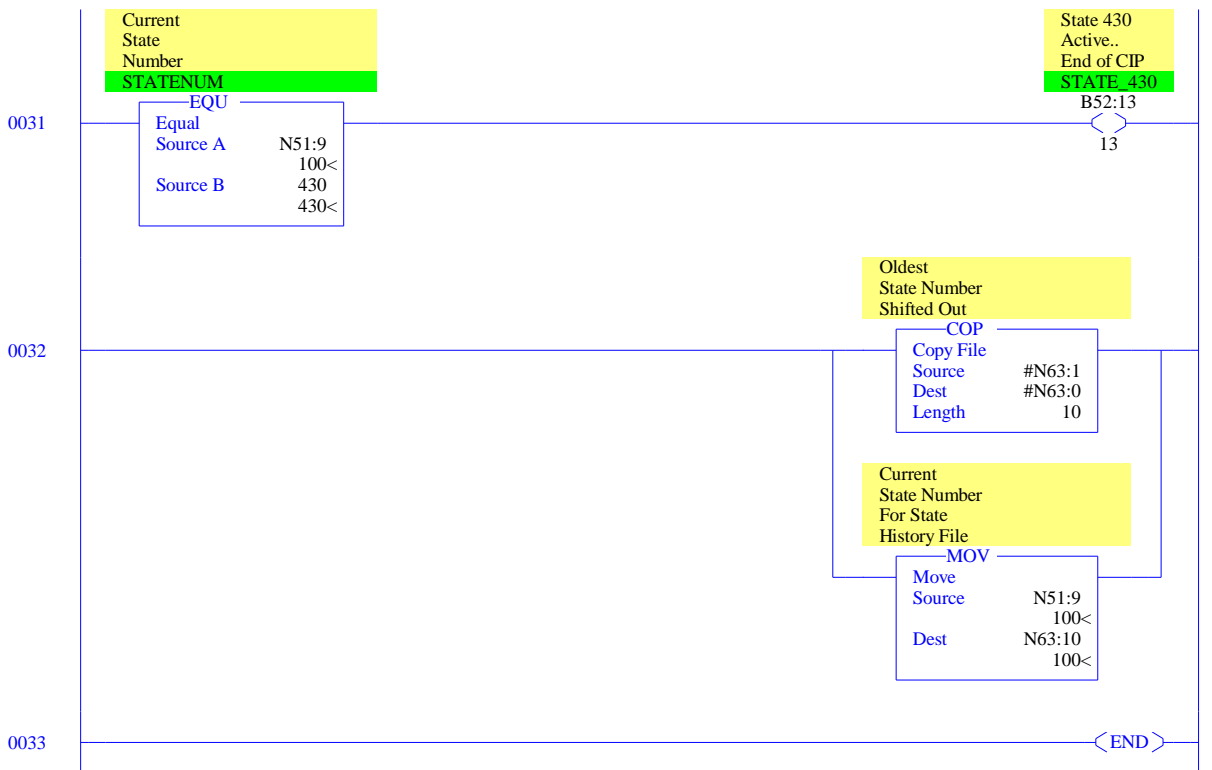 Current
State
Number
STATENUM
EQU
Equal
Source A N51:9
100<
Source B 430
430<
0031
State 430
Active..
End of CIP
STATE_430
B52:13
13
Oldest
State Number
Shifted Out
COP
0032
Copy File
Source #N63:1
Dest #N63:0
Length 10
Current
State Number
For State
History File
MOV
Move
Source N51:9
100<
Dest N63:10
100<
0033
END